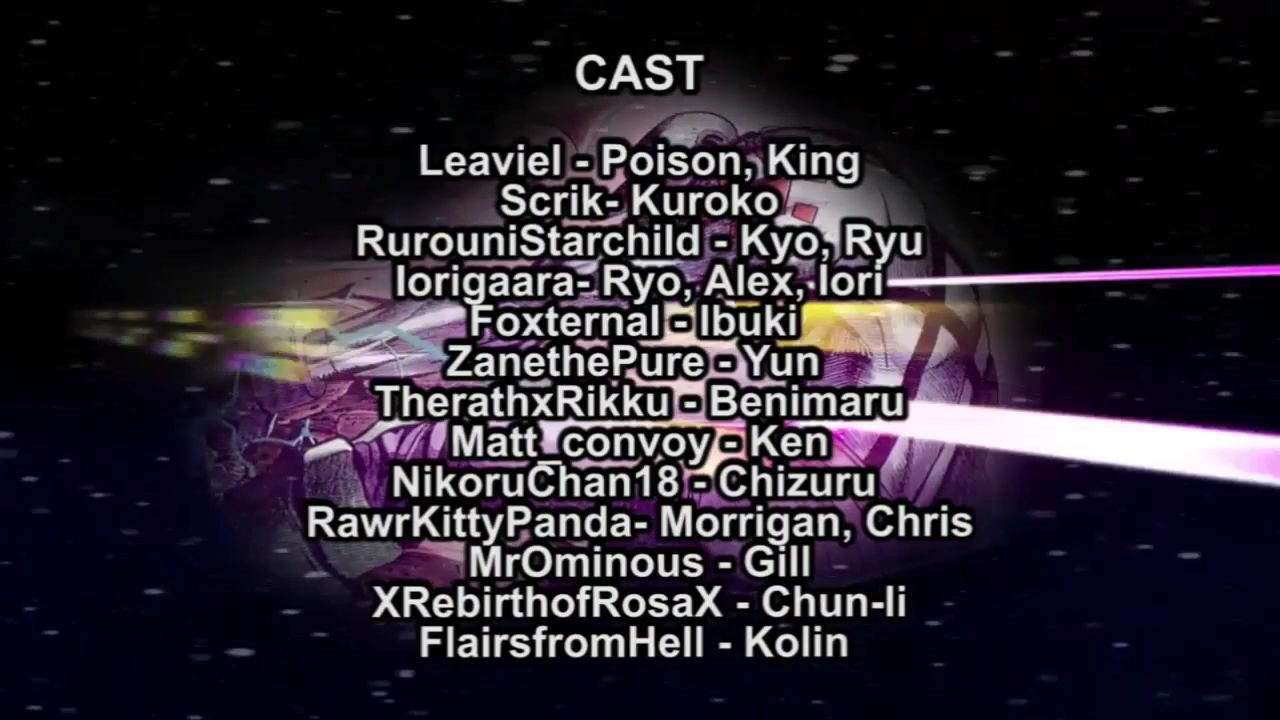 CAST
Leaviel - Poison, King
Scrik- Kuroko
RurouniStarchild - Kyo, Ryu
Iorigaara- Ryo, Alex, Iori
Foxternal - Ibuki
ZanethePure - Yun
TherathxRikku - Benimaru
Matt_convoy - Ken
NikoruChan18 - Chizuru
RawrKittyPanda- Morrigan, Chris
MrOminous - Gill
XRebirthofRosaX - Chun-li
FlairsfromHell - Kolin